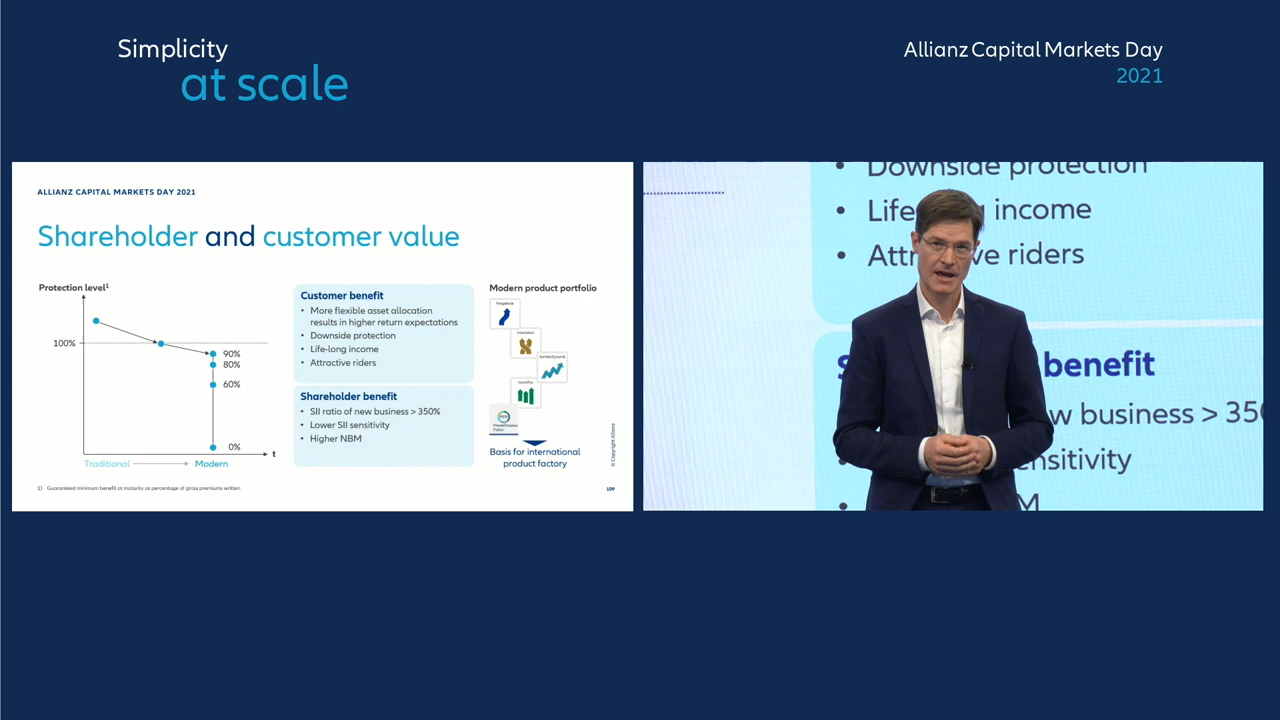 Simplicity
at scale
Allianz Capital Markets Day
2021
ALLIANZ CAPITAL MARKETS DAY 2021
Shareholder and customer value
Protection level¹
100%
90%
80%
60%
0%
t
Traditional
Modern
Customer benefit
• More flexible asset allocation
results in higher return expectations
• Downside protection
• Life-long income
• Attractive riders
Shareholder benefit
• SII ratio of new business > 350%
• Lower SII sensitivity
• Higher NBM
Modern product portfolio
Basis for international
product factory
© Copyright Allianz
1) Guaranteed minimum benefit at maturity as percentage of gross premiums written
109
• Downside protection
• Life income
• Att ve riders
S benefit
w business > 350
ensitivity
M